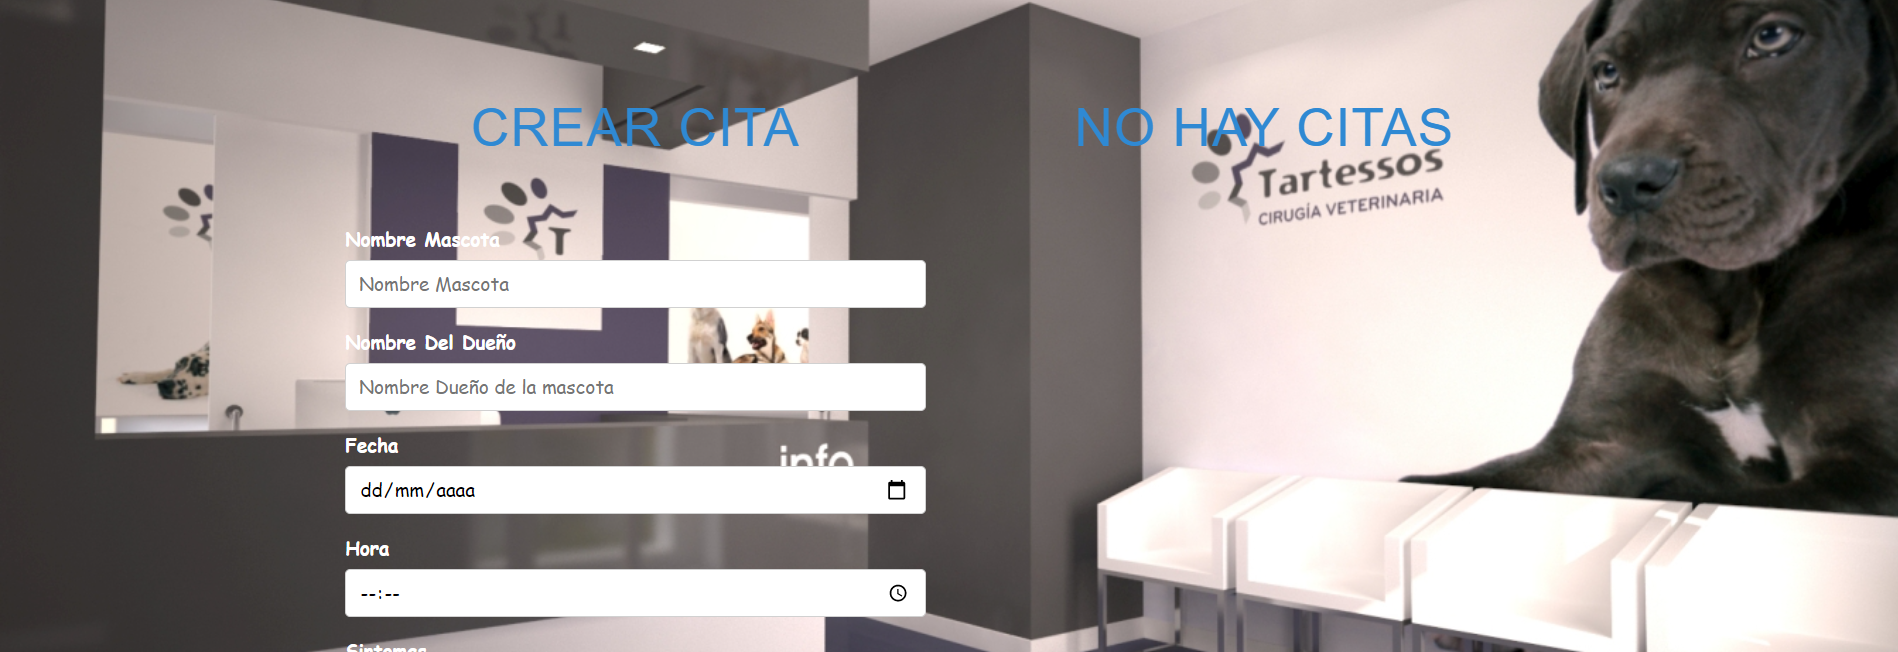 CREAR CITA
NO HAY CITAS
Tartessos
CIRUGÍA VETERINARIA
T
Nombre Mascota
Nombre Mascota
Nombre Del Dueño
Nombre Dueño de la mascota
Fecha
info
dd/mm/aaaa
Hora
--:--
Sintomas